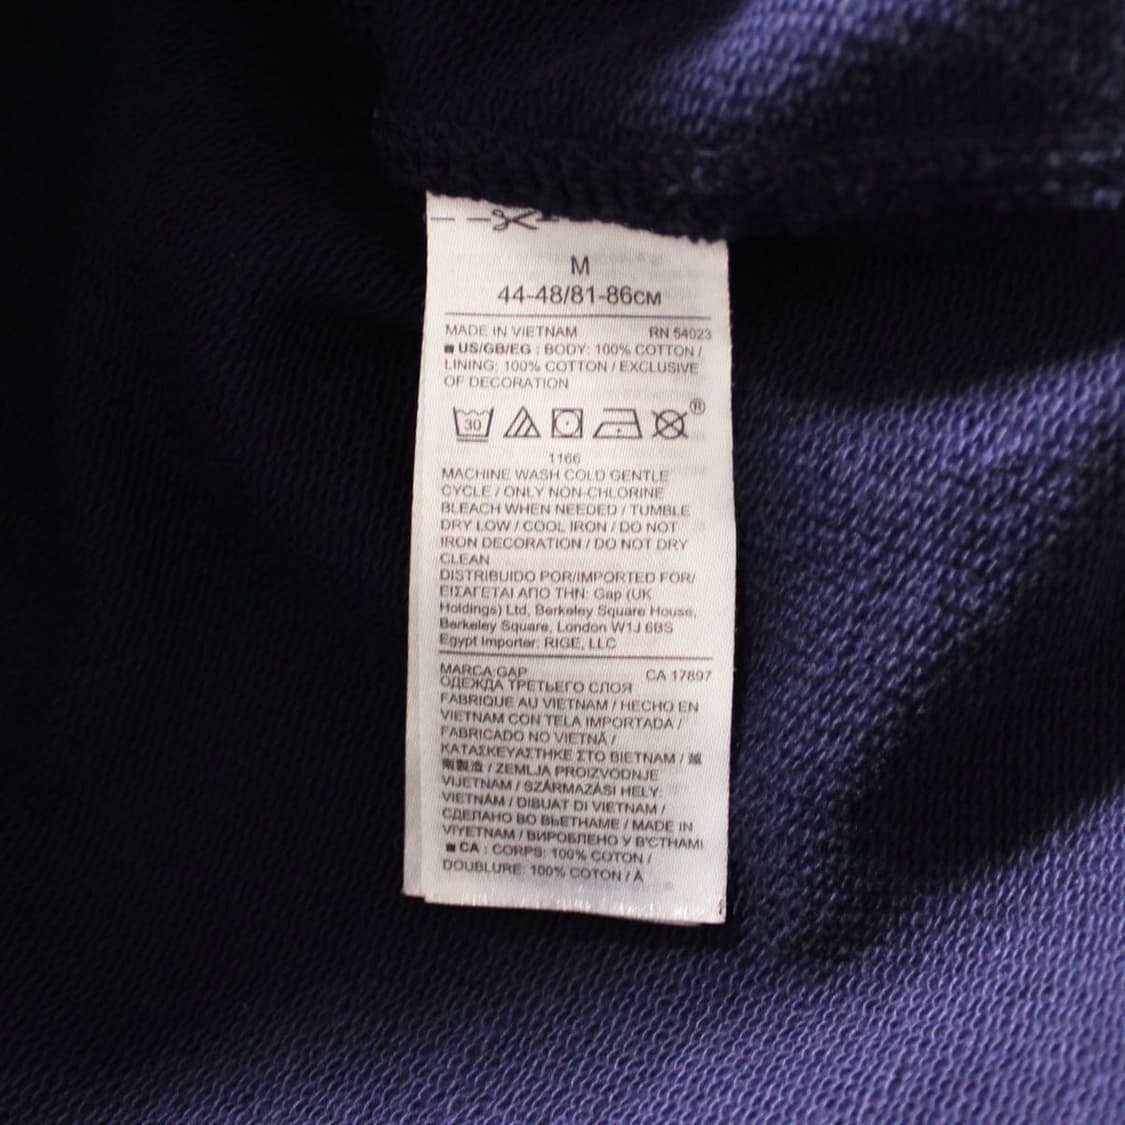 M
44-48/81-86CM
MADE IN VIETNAM RN 54023
US/GB/EG : BODY: 100% COTTON /
LINING: 100% COTTON / EXCLUSIVE
OF DECORATION
30 ®
1166
MACHINE WASH COLD GENTLE
CYCLE / ONLY NON-CHLORINE
BLEACH WHEN NEEDED / TUMBLE
DRY LOW / COOL IRON / DO NOT
IRON DECORATION / DO NOT DRY
CLEAN
DISTRIBUIDO POR/IMPORTED FOR/
ΕΙΣΑΓΕΤΑΙ ΑΠΟ ΤΗΝ: Gap (UK
Holdings) Ltd, Berkeley Square House,
Berkeley Square, London W1J 6BS
Egypt Importer: RIGE, LLC
MARCA:GAP CA 17897
ОДЕЖДА ТРЕТЬЕГО СЛОЯ
FABRIQUE AU VIETNAM / HECHO EN
VIETNAM CON TELA IMPORTADA /
FABRICADO NO VIETNÃ /
ΚΑΤΑΣΚΕΥΑΣΤΗΚΕ ΣΤΟ ΒΙΕΤΝΑΜ / 越
南製造 / ZEMLJA PROIZVODNJE
VIJETNAM / SZÁRMAZÁSI HELY:
VIETNÁM / DIBUAT DI VIETNAM /
СДЕЛАНО ВО ВЬЕТНАМЕ / MADE IN
VIYETNAM / ВИРОБЛЕНО У В'ЄТНАМІ
CA : CORPS: 100% COTON /
DOUBLURE: 100% COTON / À